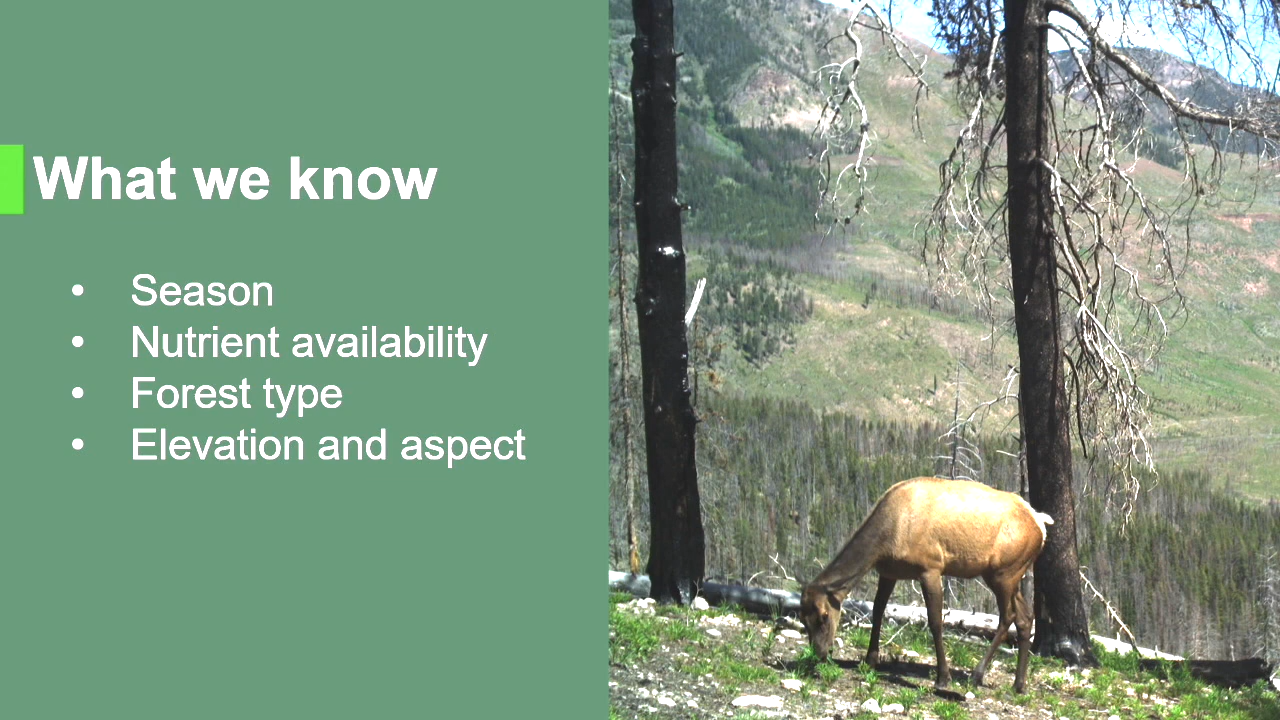 What we know
• Season
• Nutrient availability
• Forest type
• Elevation and aspect